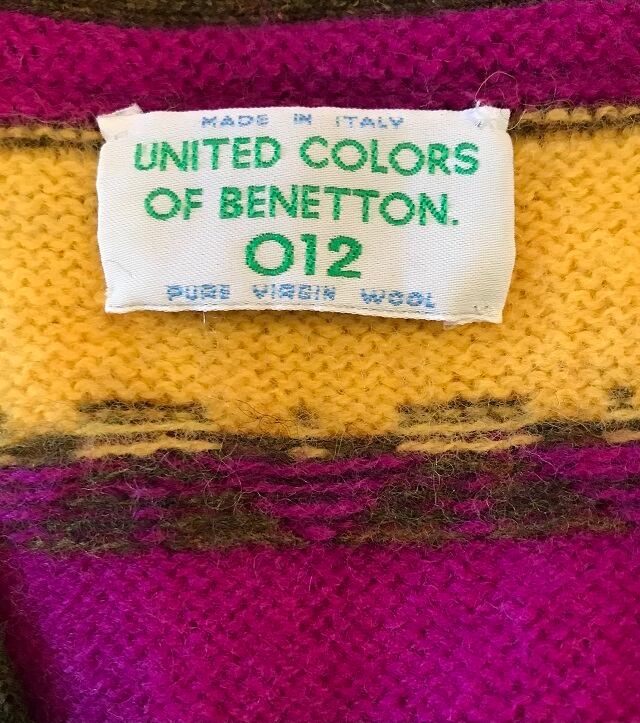 MADE IN ITALY
UNITED COLORS
OF BENETTON.
012
PURE VIRGIN WOOL